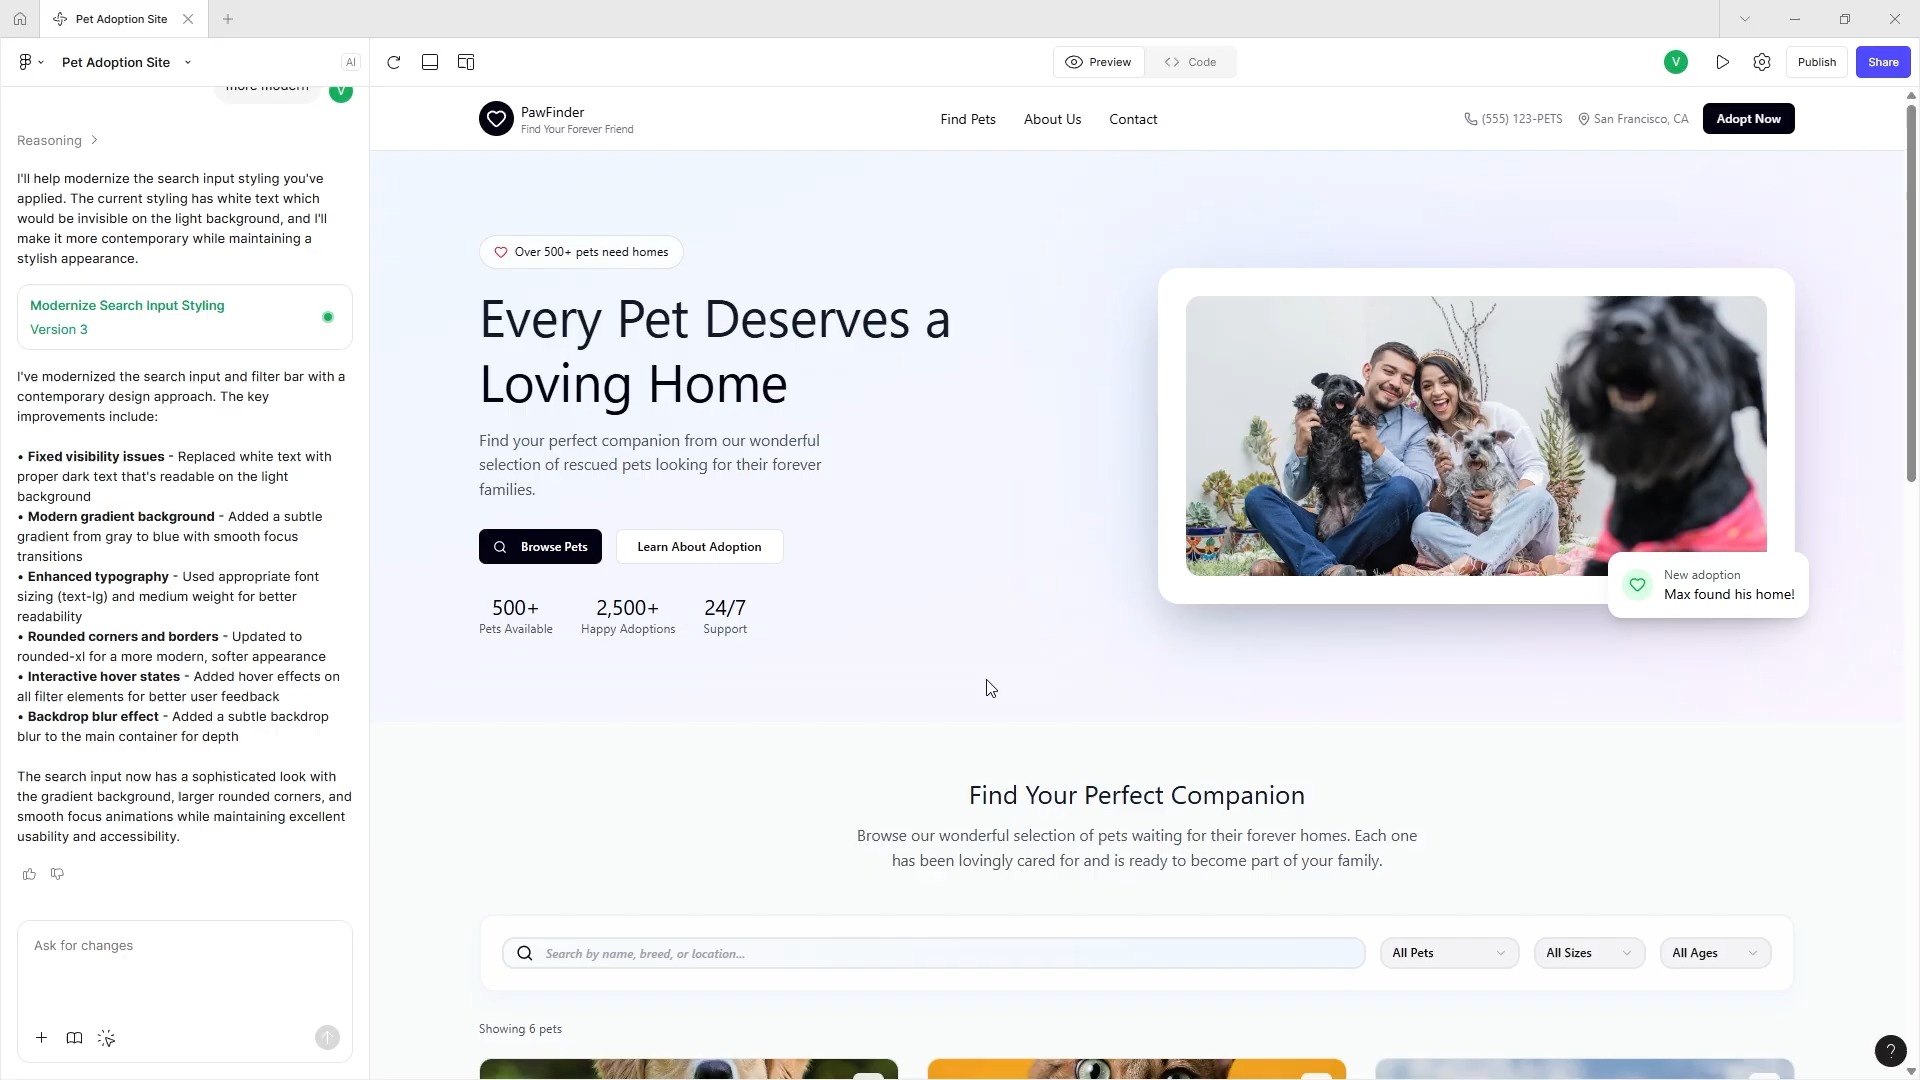 Pet Adoption Site
Pet Adoption Site
AI
Preview
Code
V
Publish
Share
more modern
V
Reasoning
I'll help modernize the search input styling you've
applied. The current styling has white text which
would be invisible on the light background, and I'll
make it more contemporary while maintaining a
stylish appearance.
Modernize Search Input Styling
Version 3
I've modernized the search input and filter bar with a
contemporary design approach. The key
improvements include:
• Fixed visibility issues - Replaced white text with
proper dark text that's readable on the light
background
• Modern gradient background - Added a subtle
gradient from gray to blue with smooth focus
transitions
• Enhanced typography - Used appropriate font
sizing (text-lg) and medium weight for better
readability
• Rounded corners and borders - Updated to
rounded-xl for a more modern, softer appearance
• Interactive hover states - Added hover effects on
all filter elements for better user feedback
• Backdrop blur effect - Added a subtle backdrop
blur to the main container for depth
The search input now has a sophisticated look with
the gradient background, larger rounded corners, and
smooth focus animations while maintaining excellent
usability and accessibility.
Ask for changes
PawFinder
Find Your Forever Friend
Find Pets
About Us
Contact
(555) 123-PETS
San Francisco, CA
Adopt Now
Over 500+ pets need homes
Every Pet Deserves a
Loving Home
Find your perfect companion from our wonderful
selection of rescued pets looking for their forever
families.
Browse Pets
Learn About Adoption
500+
Pets Available
2,500+
Happy Adoptions
24/7
Support
New adoption
Max found his home!
Find Your Perfect Companion
Browse our wonderful selection of pets waiting for their forever homes. Each one
has been lovingly cared for and is ready to become part of your family.
Search by name, breed, or location...
All Pets
All Sizes
All Ages
Showing 6 pets
?